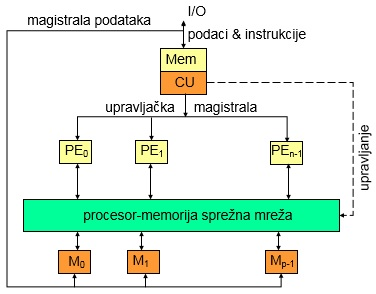 I/O
magistrala podataka
podaci & instrukcije
Mem
CU
upravljačka magistrala
upravljanje
PE₀ PE₁ PEₙ₋₁
procesor-memorija sprežna mreža
M₀ M₁ Mₚ₋₁